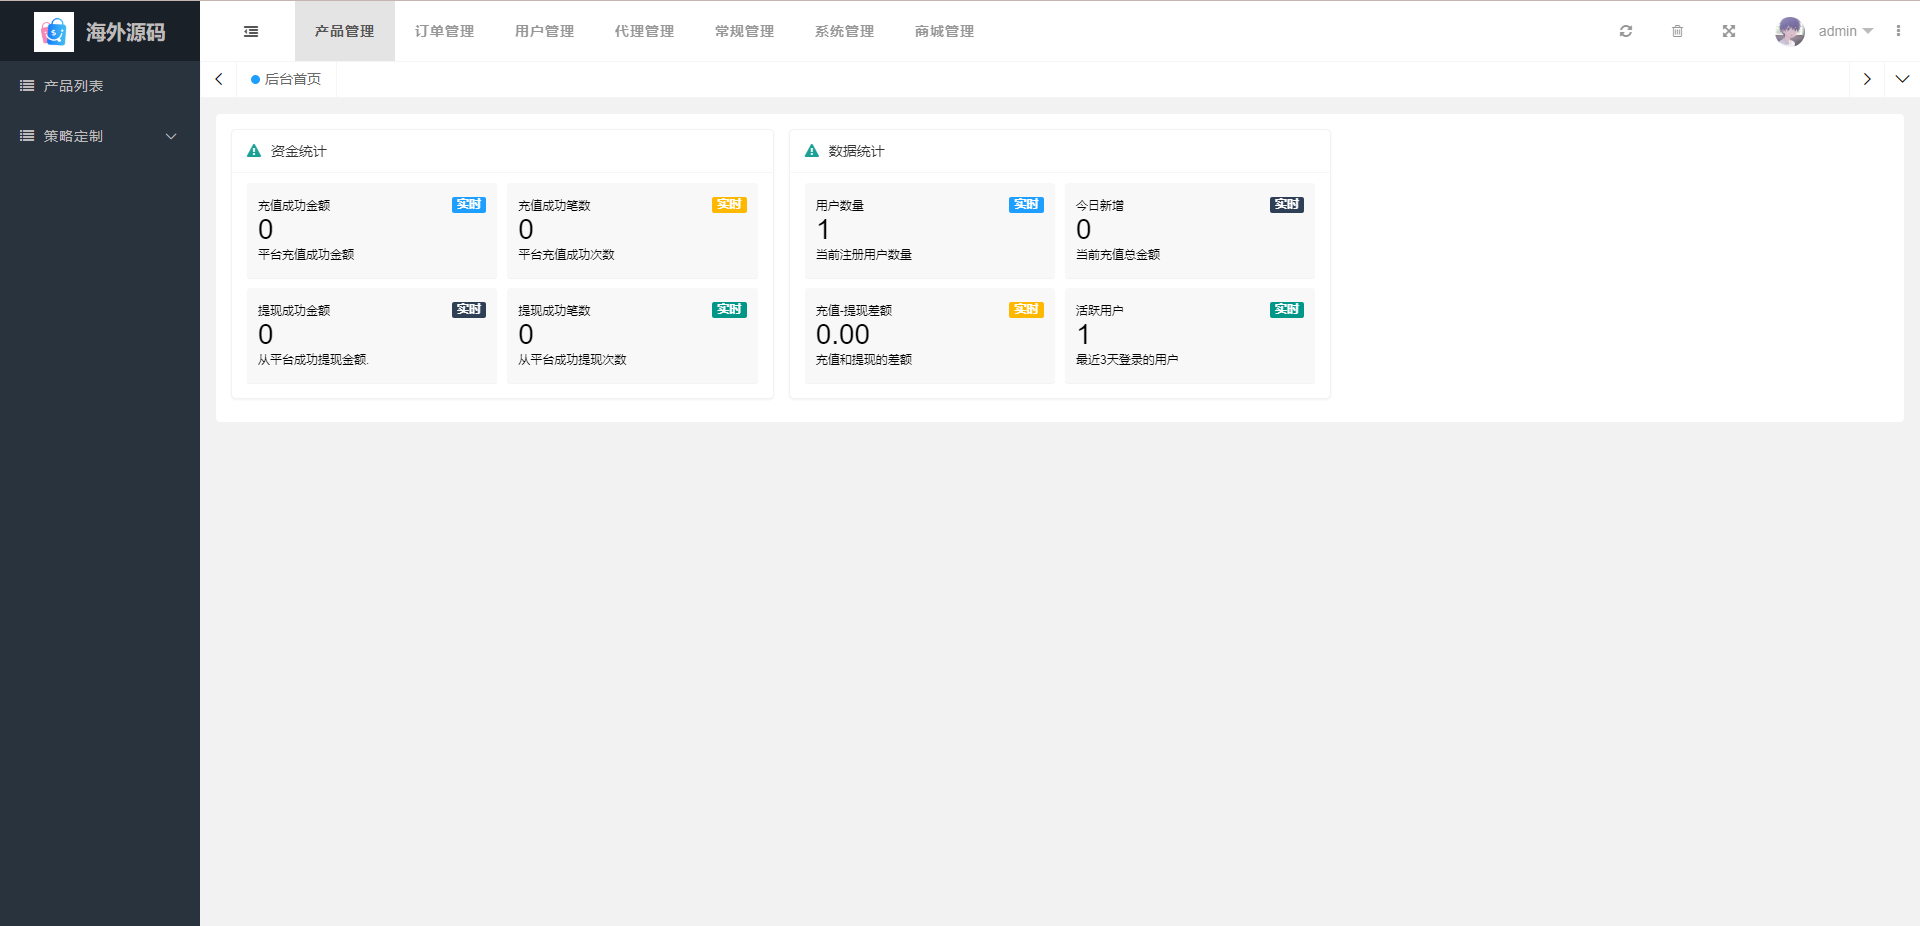 海外源码
产品管理
订单管理
用户管理
代理管理
常规管理
系统管理
商城管理
admin
后台首页
产品列表
策略定制
资金统计
充值成功金额
实时
0
平台充值成功金额
充值成功笔数
实时
0
平台充值成功次数
提现成功金额
实时
0
从平台成功提现金额.
提现成功笔数
实时
0
从平台成功提现次数
数据统计
用户数量
实时
1
当前注册用户数量
今日新增
实时
0
当前充值总金额
充值-提现差额
实时
0.00
充值和提现的差额
活跃用户
实时
1
最近3天登录的用户